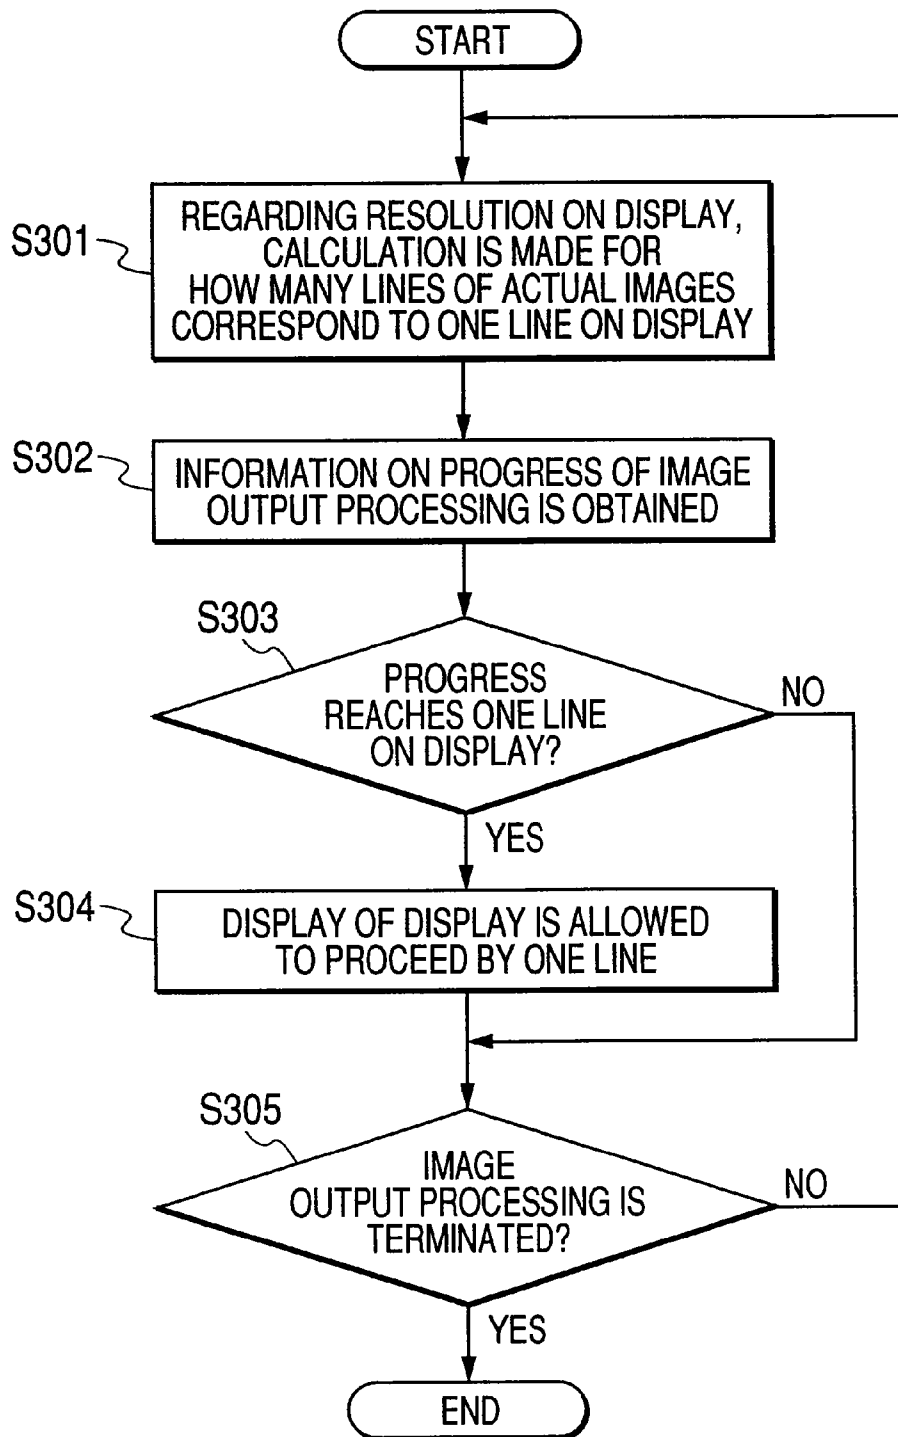 START
S301
REGARDING RESOLUTION ON DISPLAY,
CALCULATION IS MADE FOR
HOW MANY LINES OF ACTUAL IMAGES
CORRESPOND TO ONE LINE ON DISPLAY
S302
INFORMATION ON PROGRESS OF IMAGE
OUTPUT PROCESSING IS OBTAINED
S303
PROGRESS
REACHES ONE LINE
ON DISPLAY?
NO
YES
S304
DISPLAY OF DISPLAY IS ALLOWED
TO PROCEED BY ONE LINE
S305
IMAGE
OUTPUT PROCESSING IS
TERMINATED?
NO
YES
END